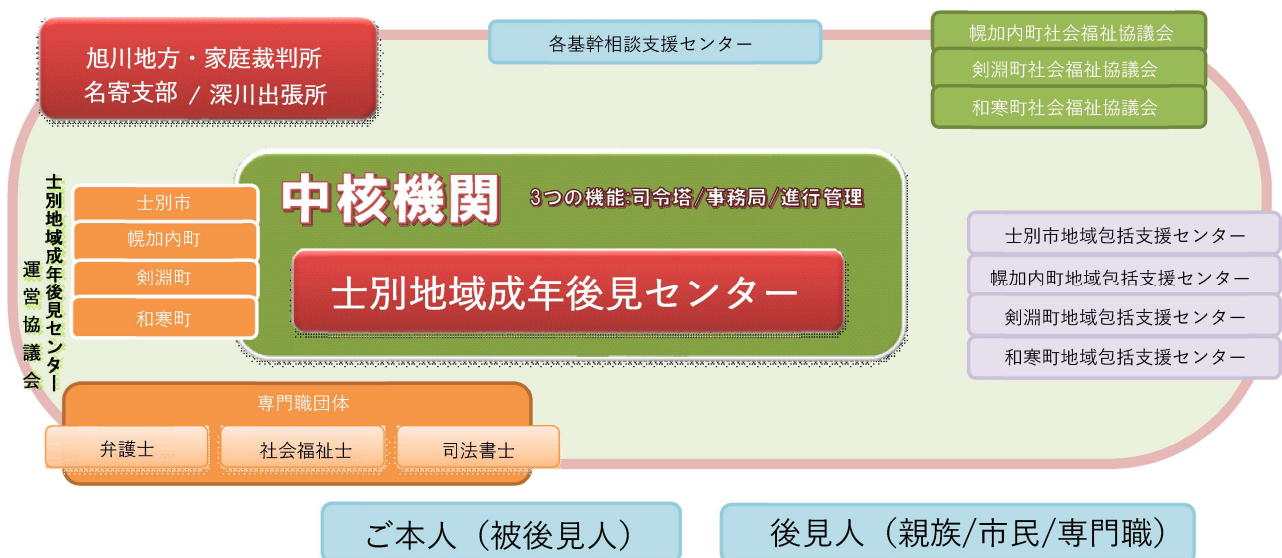 旭川地方・家庭裁判所
名寄支部 / 深川出張所
各基幹相談支援センター
幌加内町社会福祉協議会
剣淵町社会福祉協議会
和寒町社会福祉協議会
士別地域成年後見センター
運営協議会
士別市
幌加内町
剣淵町
和寒町
中核機関
3つの機能:司令塔/事務局/進行管理
士別地域成年後見センター
士別市地域包括支援センター
幌加内町地域包括支援センター
剣淵町地域包括支援センター
和寒町地域包括支援センター
専門職団体
弁護士
社会福祉士
司法書士
ご本人（被後見人）
後見人（親族/市民/専門職）